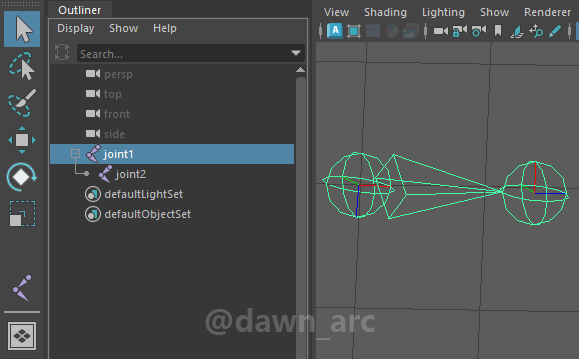 Outliner
Display Show Help
Search...
persp
top
front
side
joint1
joint2
defaultLightSet
defaultObjectSet
View Shading Lighting Show Renderer
A
@dawn_arc